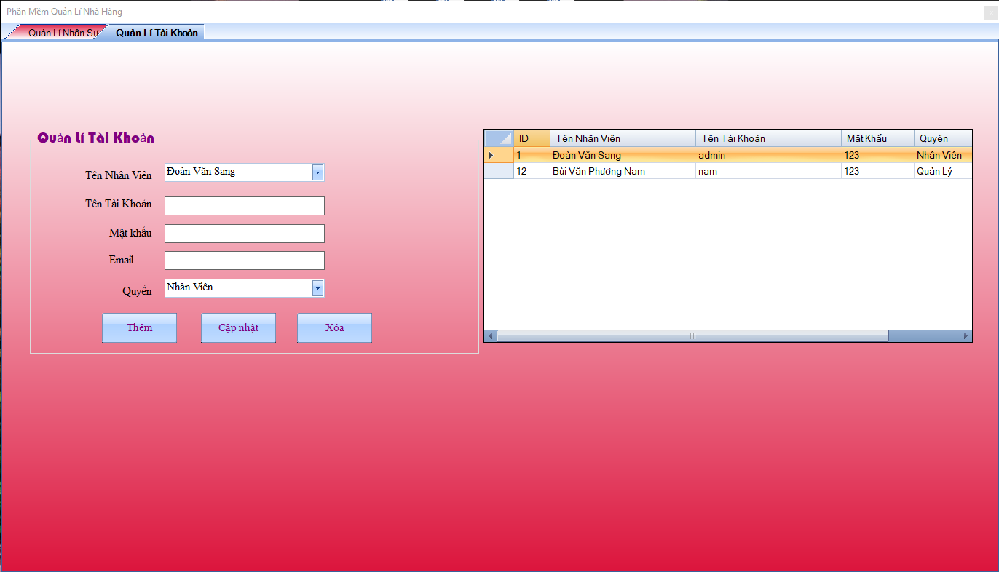 Phần Mềm Quản Lí Nhà Hàng
Quản Lí Nhân Sự
Quản Lí Tài Khoản
Quản Lí Tài Khoản
Tên Nhân Viên
Đoàn Văn Sang
Tên Tài Khoản
Mật khẩu
Email
Quyền
Nhân Viên
Thêm
Cập nhật
Xóa
ID Tên Nhân Viên Tên Tài Khoản Mật Khẩu Quyền
1 Đoàn Văn Sang admin 123 Nhân Viên
12 Bùi Văn Phương Nam nam 123 Quản Lý